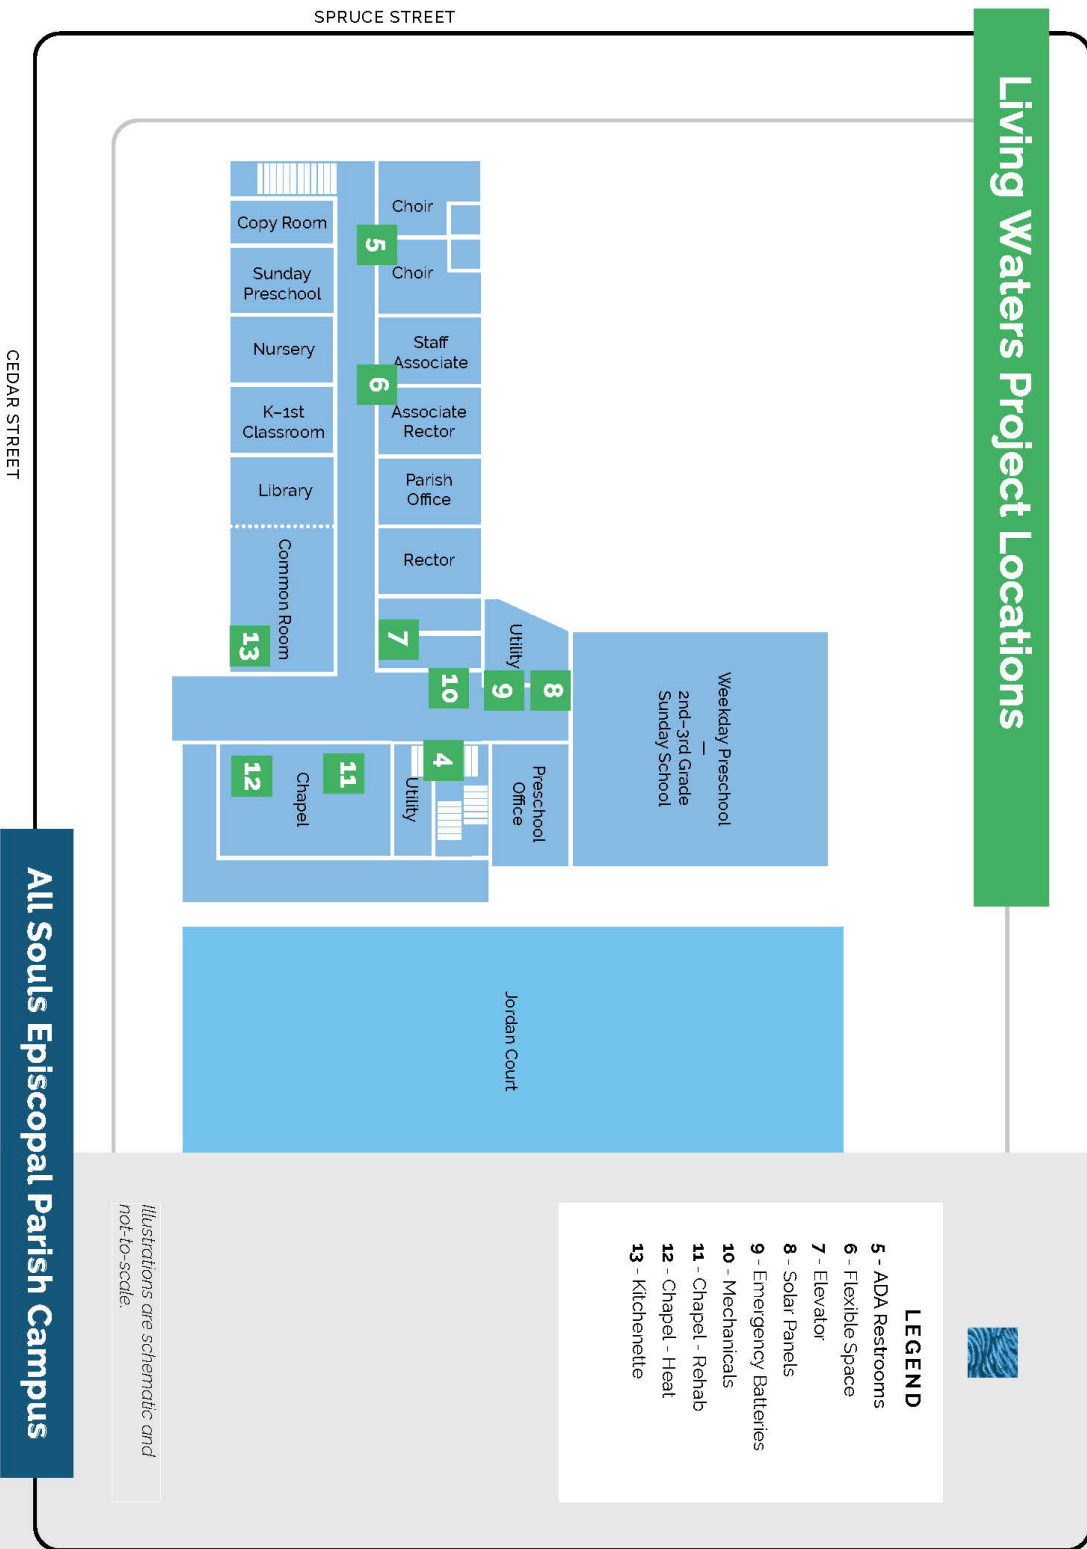 SPRUCE STREET
CEDAR STREET
Living Waters Project Locations
Choir
Choir
Copy Room
Sunday
Preschool
Nursery
K–1st
Classroom
Library
Common Room
Staff
Associate
Associate
Rector
Parish
Office
Rector
Utility
Weekday Preschool
—
2nd–3rd Grade
Sunday School
Preschool
Office
Utility
Chapel
5
6
7
8
9
10
4
11
12
13
Jordan Court
LEGEND
5 - ADA Restrooms
6 - Flexible Space
7 - Elevator
8 - Solar Panels
9 - Emergency Batteries
10 - Mechanicals
11 - Chapel - Rehab
12 - Chapel - Heat
13 - Kitchenette
Illustrations are schematic and
not-to-scale.
All Souls Episcopal Parish Campus